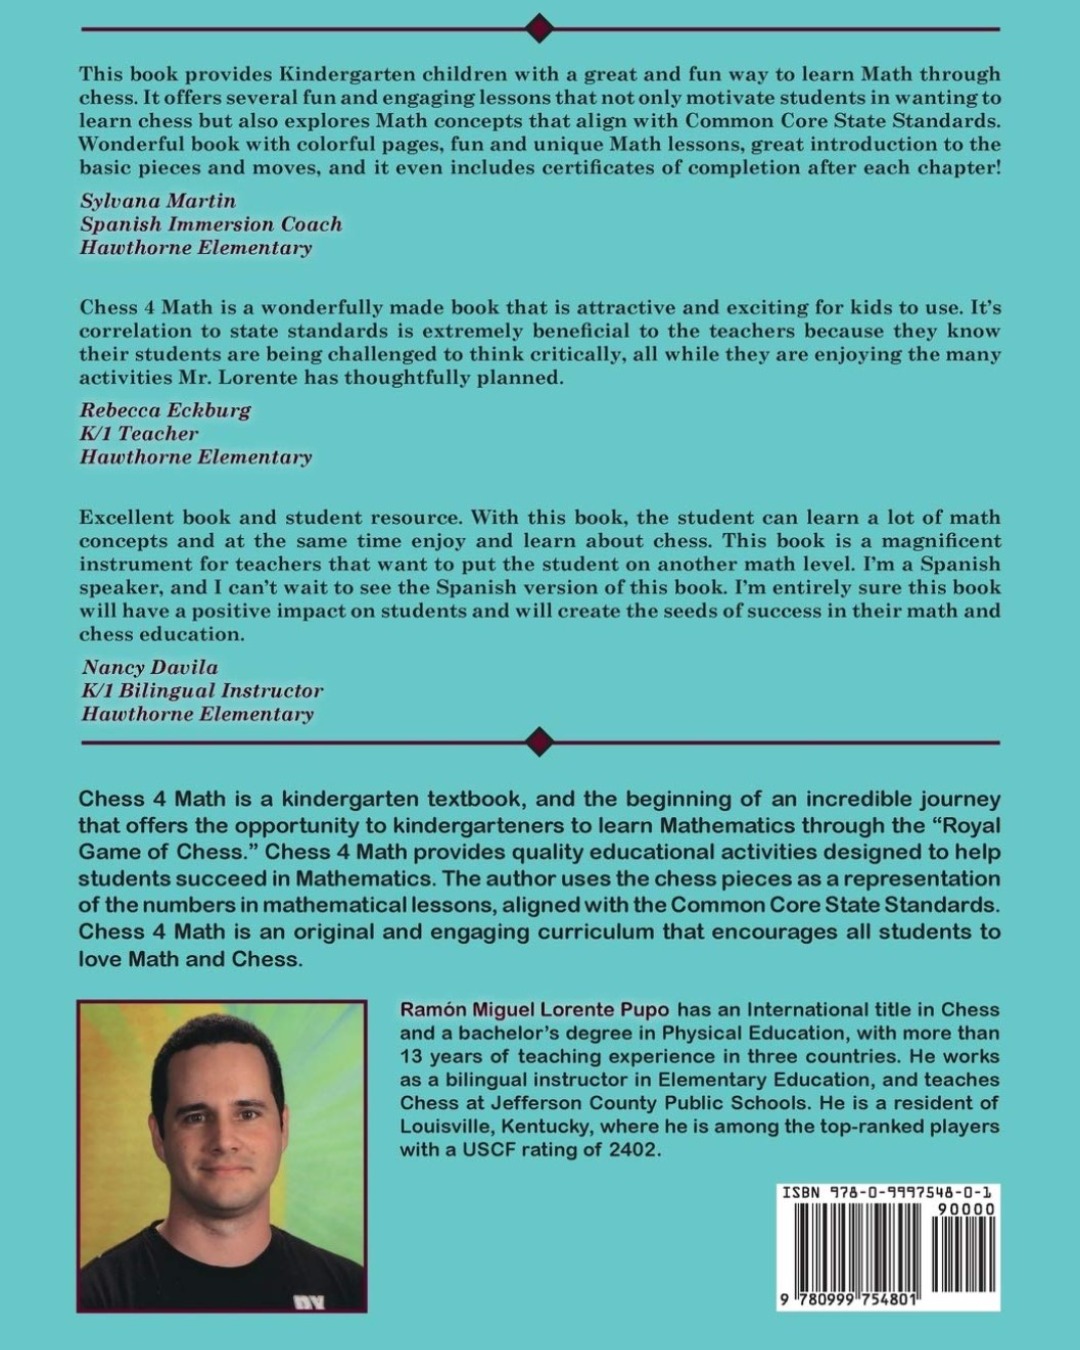 This book provides Kindergarten children with a great and fun way to learn Math through
chess. It offers several fun and engaging lessons that not only motivate students in wanting to
learn chess but also explores Math concepts that align with Common Core State Standards.
Wonderful book with colorful pages, fun and unique Math lessons, great introduction to the
basic pieces and moves, and it even includes certificates of completion after each chapter!
Sylvana Martin
Spanish Immersion Coach
Hawthorne Elementary
Chess 4 Math is a wonderfully made book that is attractive and exciting for kids to use. It's
correlation to state standards is extremely beneficial to the teachers because they know
their students are being challenged to think critically, all while they are enjoying the many
activities Mr. Lorente has thoughtfully planned.
Rebecca Eckburg
K/1 Teacher
Hawthorne Elementary
Excellent book and student resource. With this book, the student can learn a lot of math
concepts and at the same time enjoy and learn about chess. This book is a magnificent
instrument for teachers that want to put the student on another math level. I'm a Spanish
speaker, and I can't wait to see the Spanish version of this book. I'm entirely sure this book
will have a positive impact on students and will create the seeds of success in their math and
chess education.
Nancy Davila
K/1 Bilingual Instructor
Hawthorne Elementary
Chess 4 Math is a kindergarten textbook, and the beginning of an incredible journey
that offers the opportunity to kindergarteners to learn Mathematics through the “Royal
Game of Chess.” Chess 4 Math provides quality educational activities designed to help
students succeed in Mathematics. The author uses the chess pieces as a representation
of the numbers in mathematical lessons, aligned with the Common Core State Standards.
Chess 4 Math is an original and engaging curriculum that encourages all students to
love Math and Chess.
Ramón Miguel Lorente Pupo has an International title in Chess
and a bachelor's degree in Physical Education, with more than
13 years of teaching experience in three countries. He works
as a bilingual instructor in Elementary Education, and teaches
Chess at Jefferson County Public Schools. He is a resident of
Louisville, Kentucky, where he is among the top-ranked players
with a USCF rating of 2402.
ISBN 978-0-9997548-0-1
90000
9 780999 754801